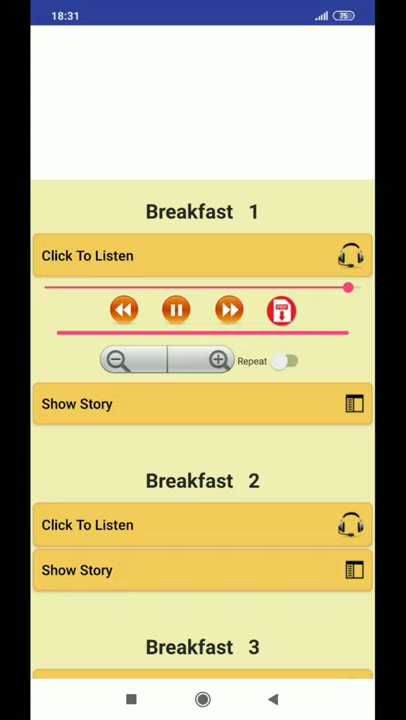 18:31
75
Breakfast 1
Click To Listen
PDF
Repeat
Show Story
Breakfast 2
Click To Listen
Show Story
Breakfast 3